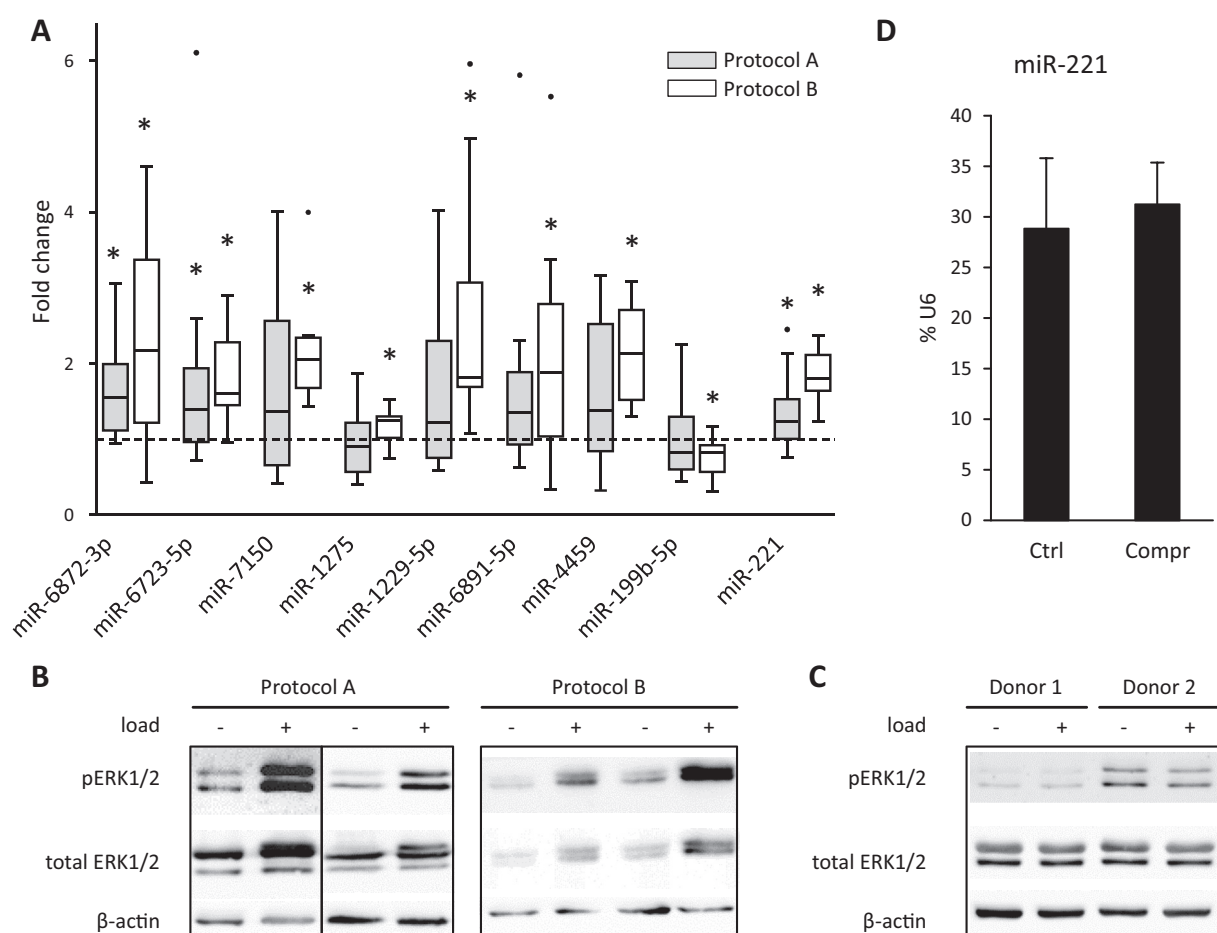 A
Protocol A
Protocol B
Fold change
6
4
2
0
* * * * * * * * * * * *
miR-6872-3p
miR-6723-5p
miR-7150
miR-1275
miR-1229-5p
miR-6891-5p
miR-4459
miR-199b-5p
miR-221
D
miR-221
% U6
40
35
30
25
20
15
10
5
0
Ctrl Compr
B
Protocol A Protocol B
load - + - + - + - +
pERK1/2
total ERK1/2
β-actin
C
Donor 1 Donor 2
load - + - +
pERK1/2
total ERK1/2
β-actin